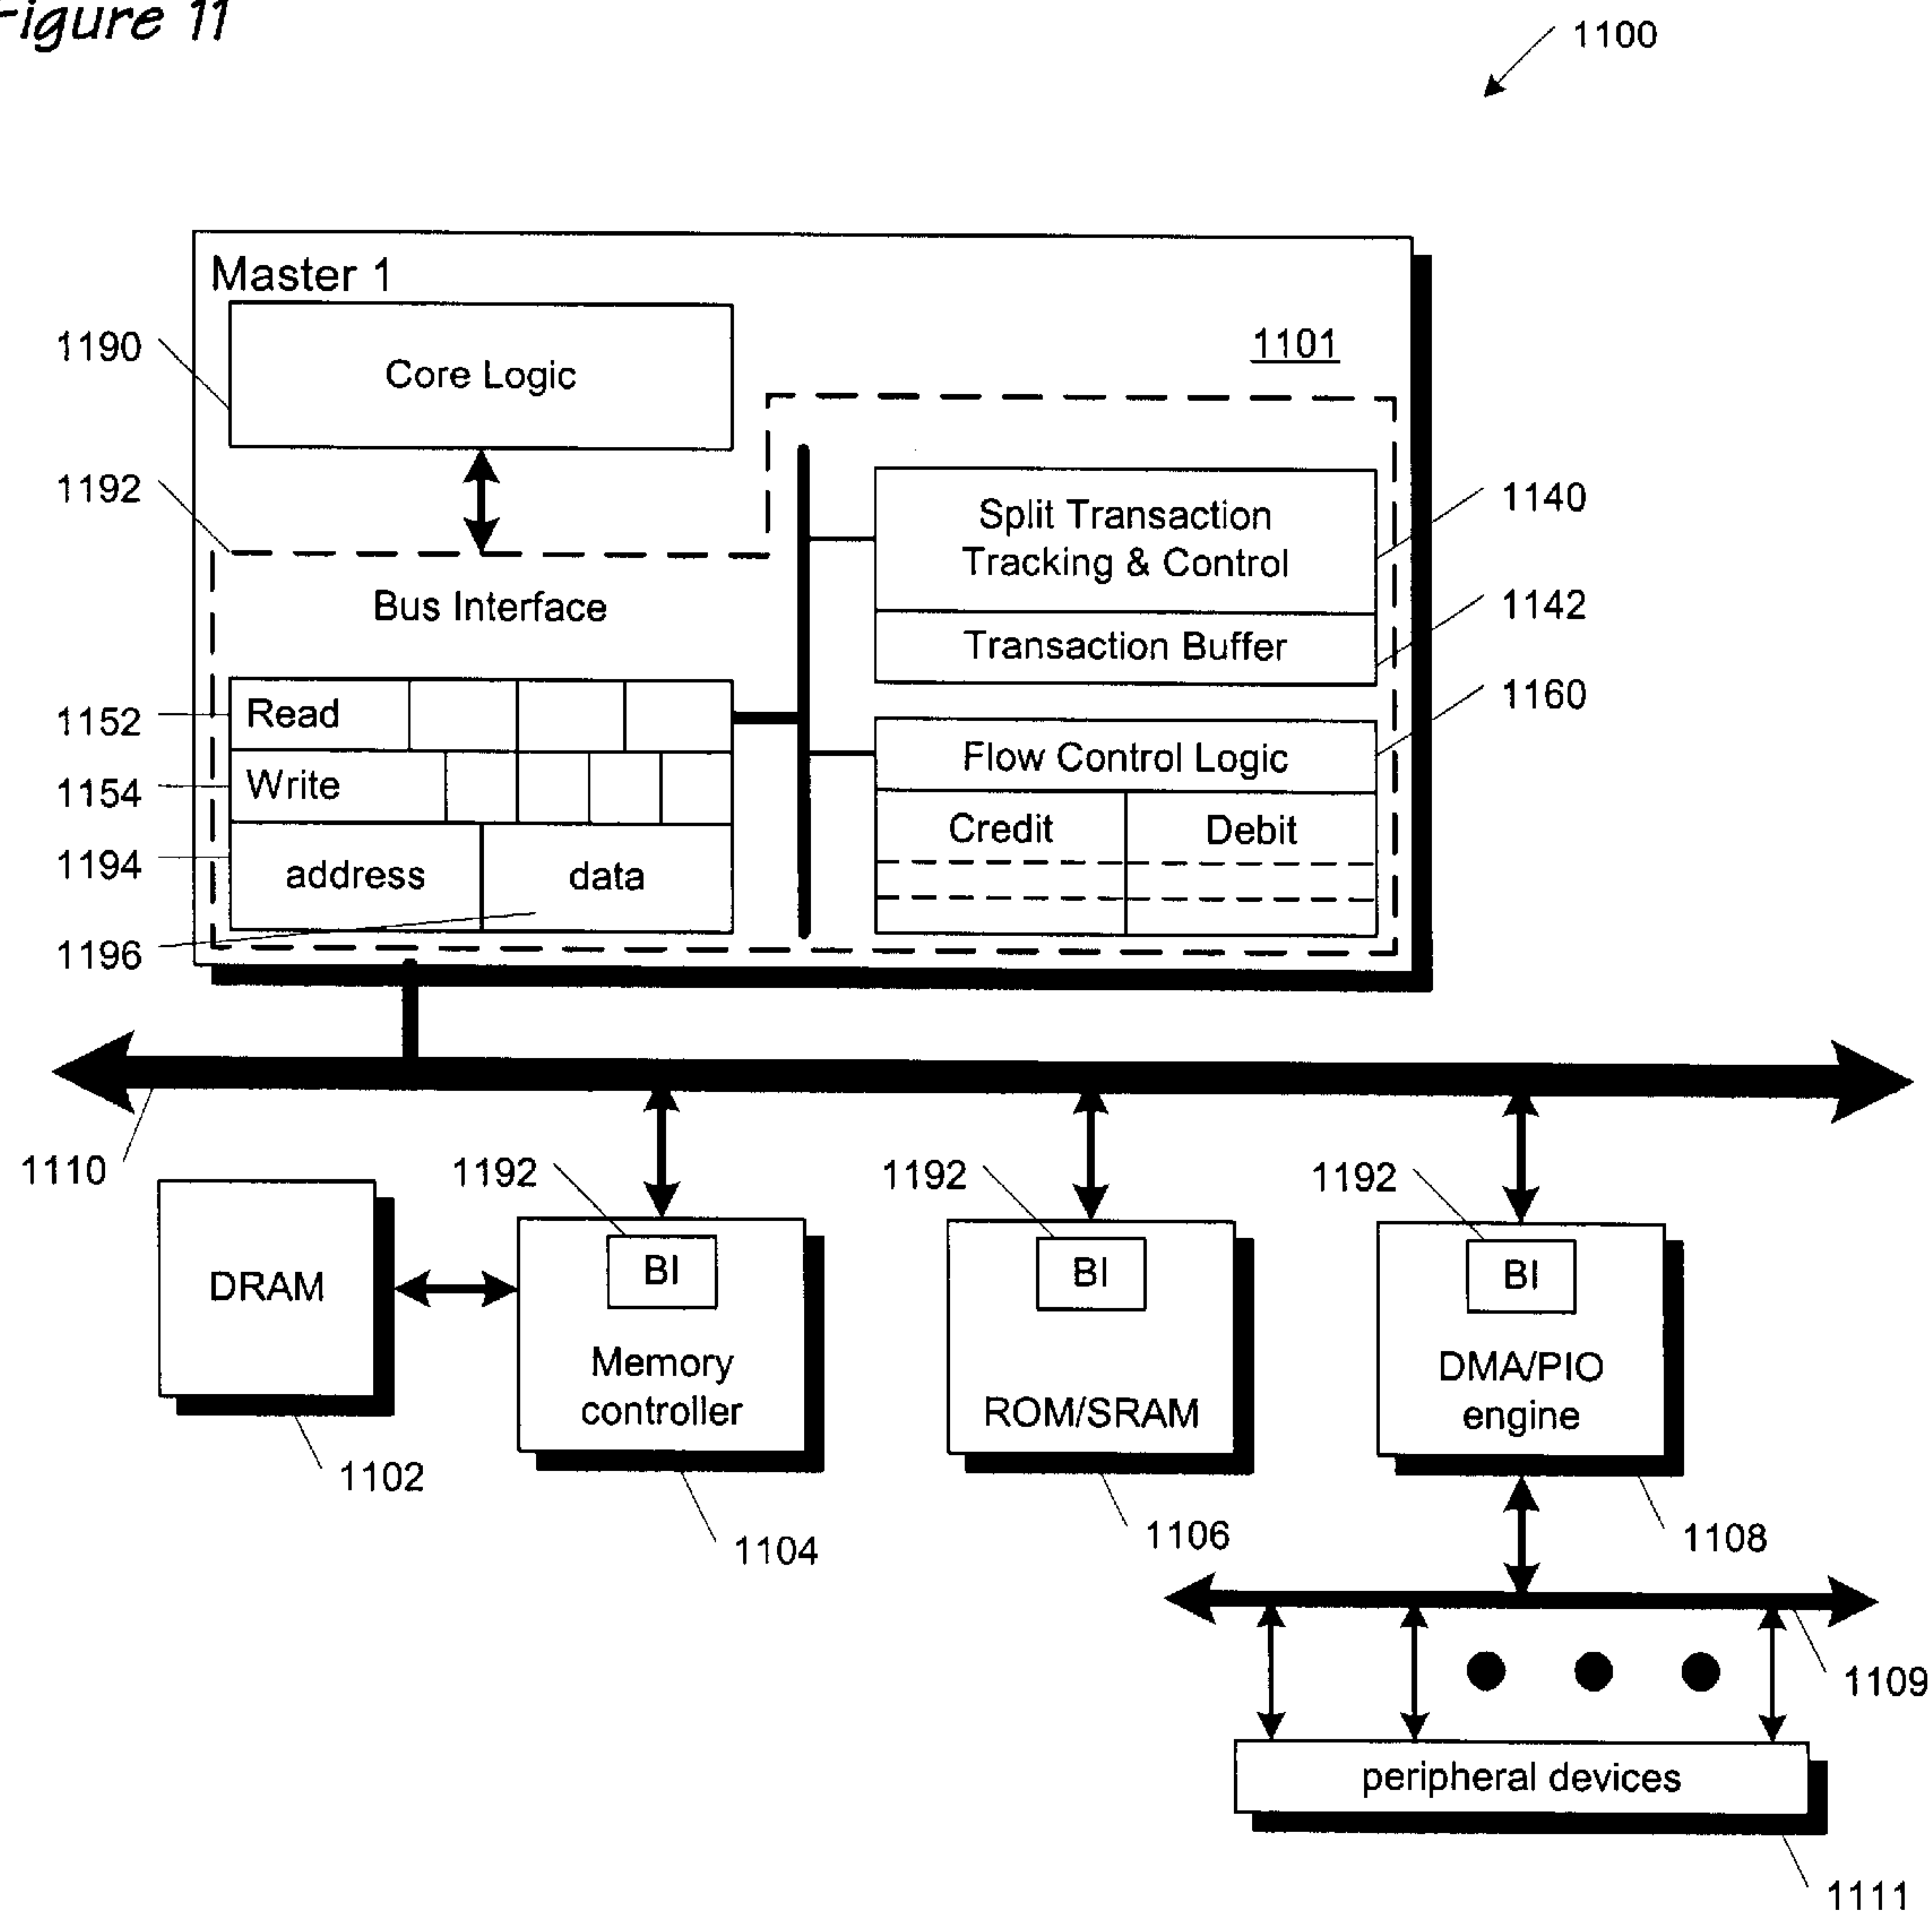 Figure 11
1100
Master 1
1190
Core Logic
1101
1192
Bus Interface
Split Transaction
Tracking & Control
1140
Transaction Buffer
1142
1152
Read
1154
Write
1194
address
data
1196
Flow Control Logic
1160
Credit
Debit
1110
1192
1192
1192
DRAM
BI
Memory
controller
BI
ROM/SRAM
BI
DMA/PIO
engine
1102
1104
1106
1108
1109
peripheral devices
1111